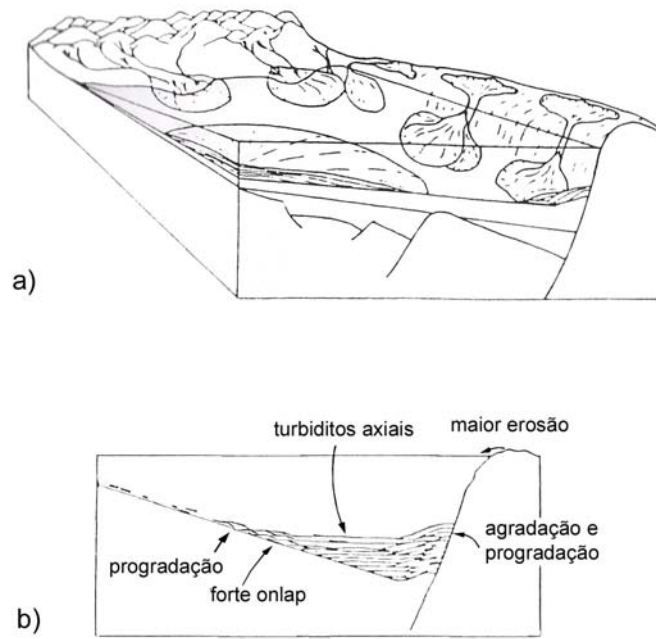 a)
turbiditos axiais
maior erosão
agradação e
progradação
progradação
forte onlap
b)